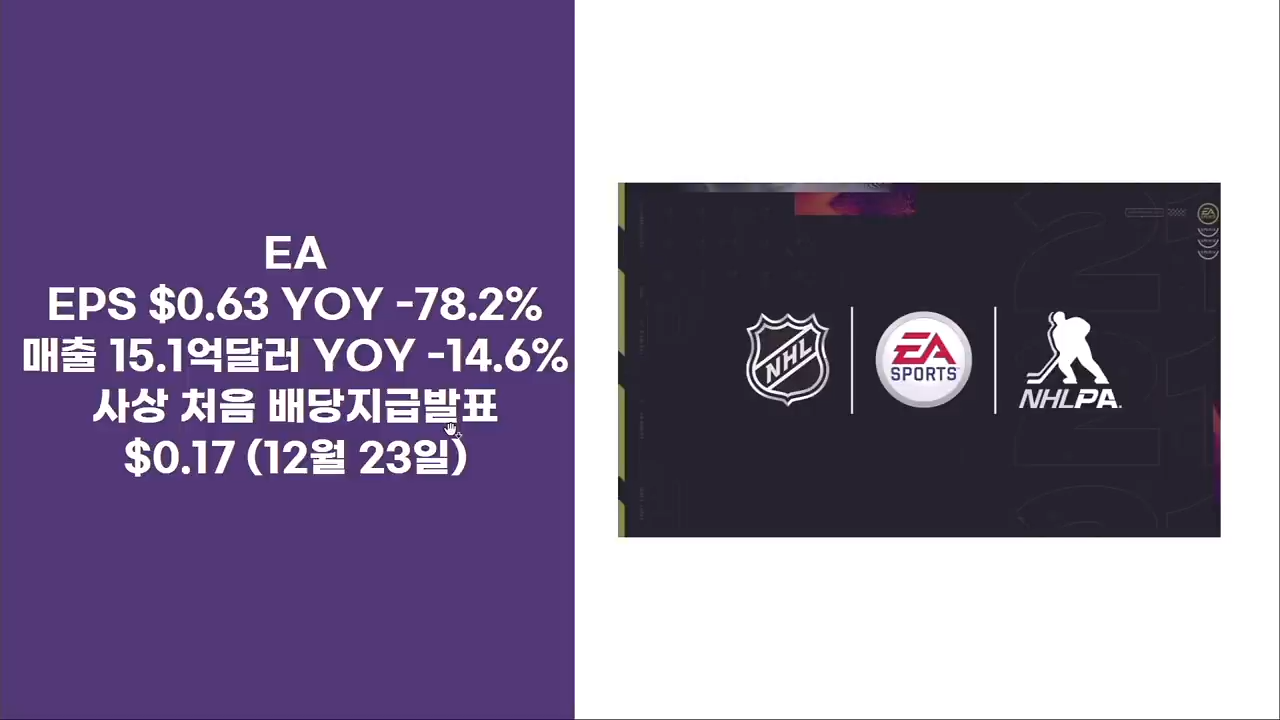 EA
EPS $0.63 YOY -78.2%
매출 15.1억달러 YOY -14.6%
사상 처음 배당지급발표
$0.17 (12월 23일)
NHL
EA
SPORTS
NHLPA.